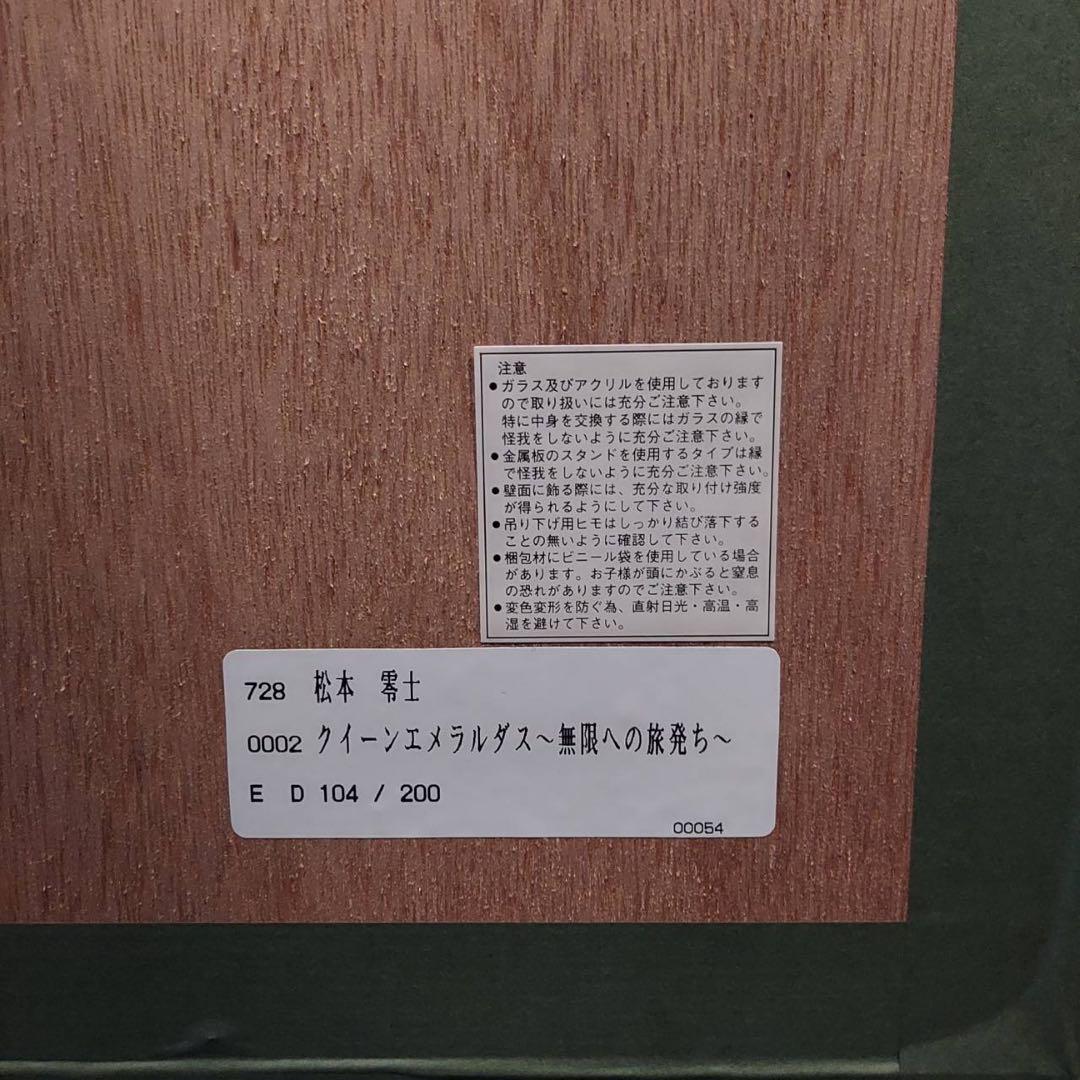 注意
●ガラス及びアクリルを使用しております
ので取り扱いには充分ご注意下さい。
特に中身を交換する際にはガラスの縁で
怪我をしないように充分ご注意下さい。
●金属板のスタンドを使用するタイプは縁
で怪我をしないように充分ご注意下さい。
●壁面に飾る際には、充分な取り付け強度
が得られるようにして下さい。
●吊り下げ用ヒモはしっかり結び落下する
ことの無いように確認して下さい。
●梱包材にビニール袋を使用している場合
があります。お子様が頭にかぶると窒息
の恐れがありますのでご注意下さい。
●変色変形を防ぐ為、直射日光・高温・高
湿を避けて下さい。
728 松本 零士
0002 クイーンエメラルダス~無限への旅発ち~
E D 104 / 200
00054